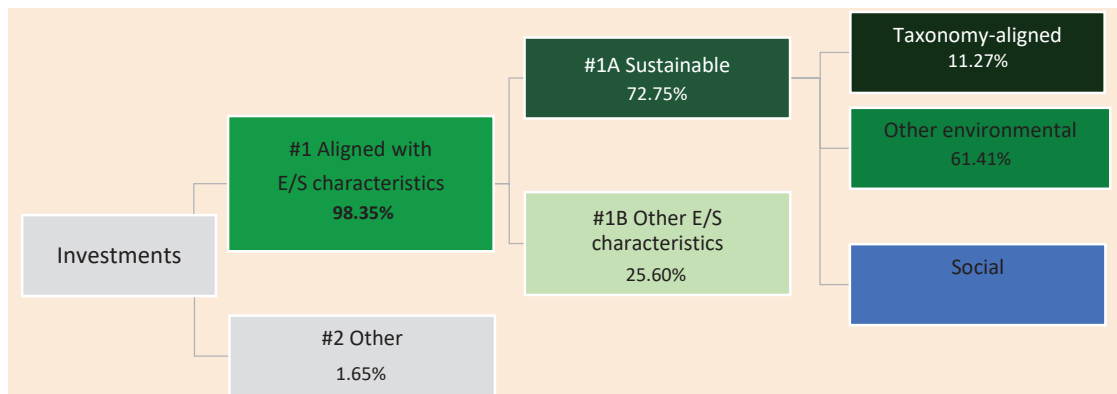 Investments
#1 Aligned with
E/S characteristics
98.35%
#2 Other
1.65%
#1A Sustainable
72.75%
#1B Other E/S
characteristics
25.60%
Taxonomy-aligned
11.27%
Other environmental
61.41%
Social